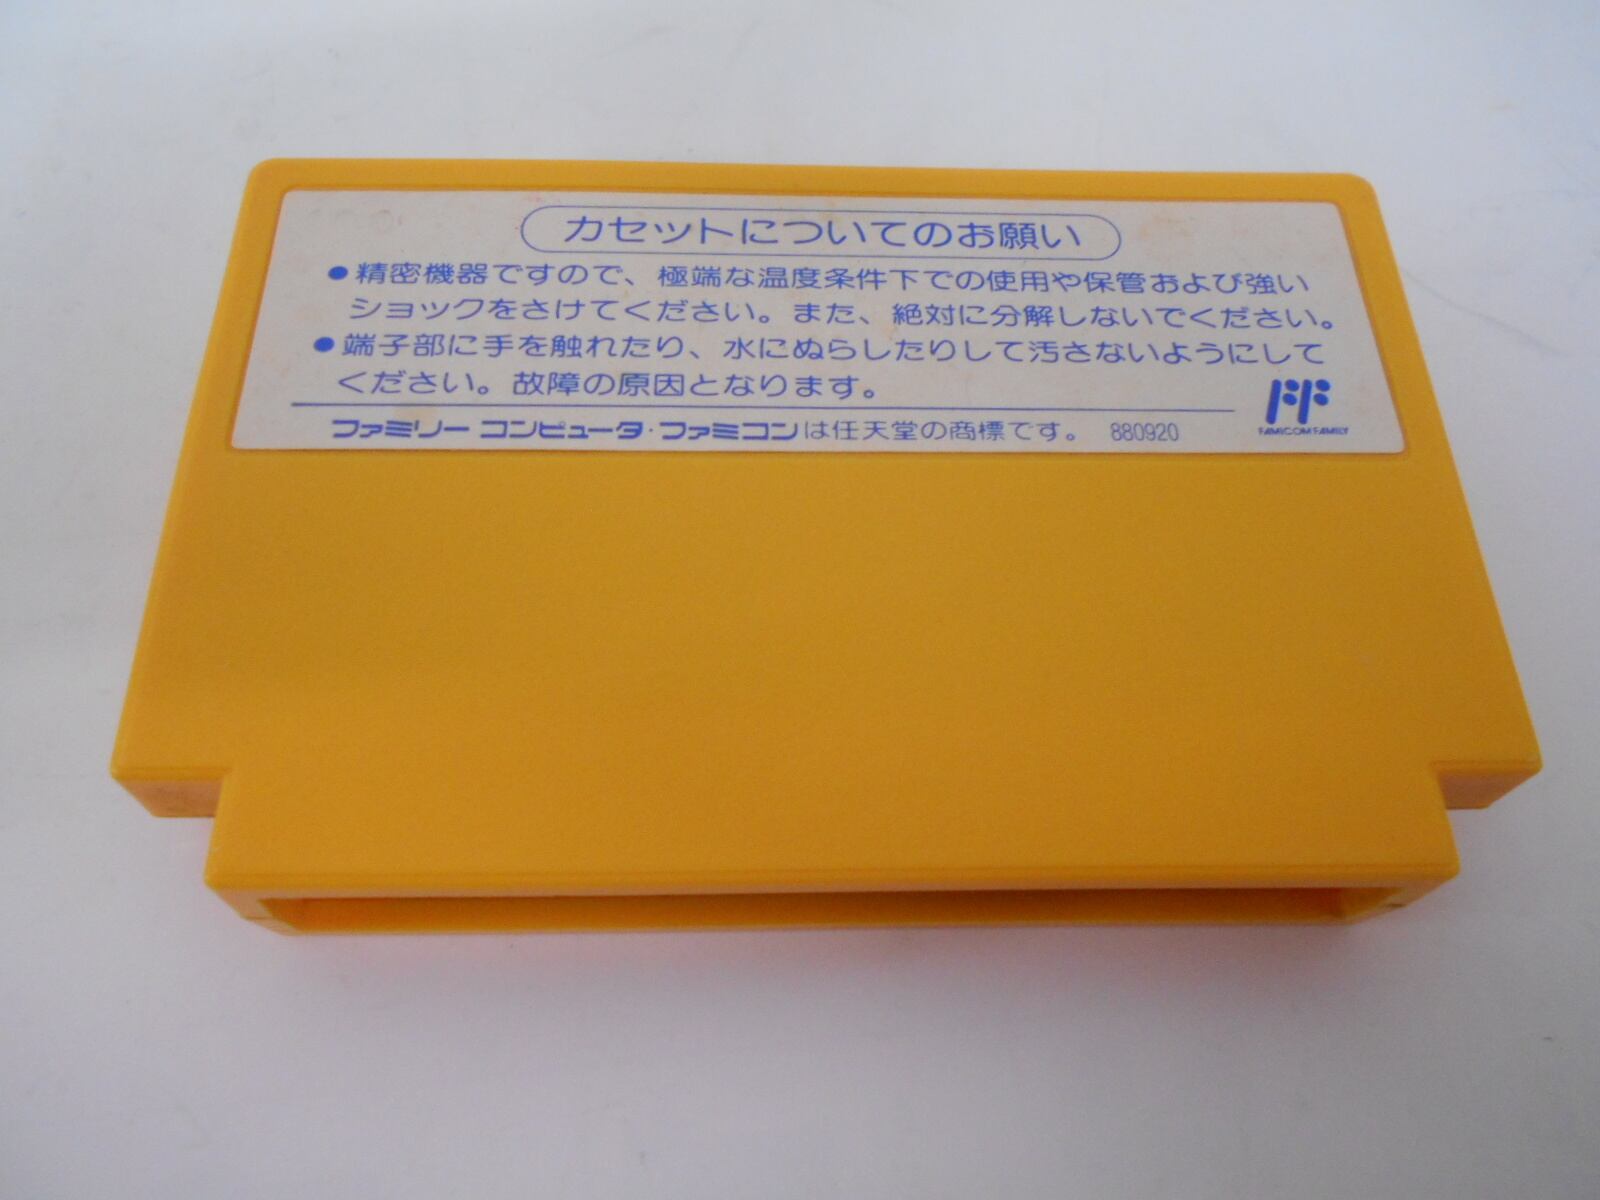 カセットについてのお願い
●精密機器ですので、極端な温度条件下での使用や保管および強い
ショックをさけてください。また、絶対に分解しないでください。
●端子部に手を触れたり、水にぬらしたりして汚さないようにして
ください。故障の原因となります。
ファミリー コンピュータ・ファミコンは任天堂の商標です。 880920
FF
FAMICOM FAMILY